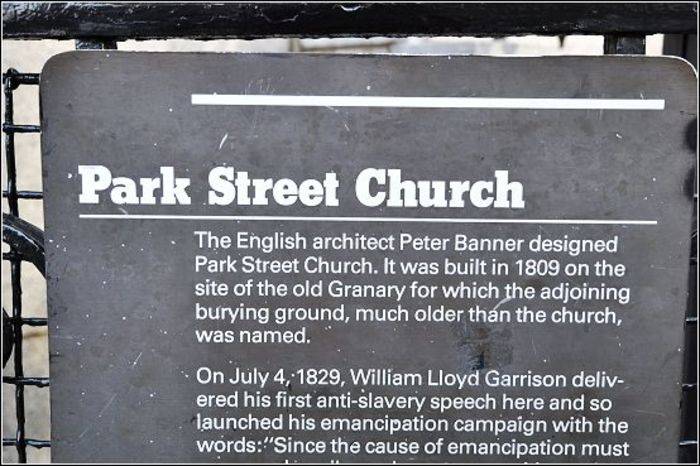 Park Street Church
The English architect Peter Banner designed
Park Street Church. It was built in 1809 on the
site of the old Granary for which the adjoining
burying ground, much older than the church,
was named.
On July 4, 1829, William Lloyd Garrison deliv-
ered his first anti-slavery speech here and so
launched his emancipation campaign with the
words: "Since the cause of emancipation must